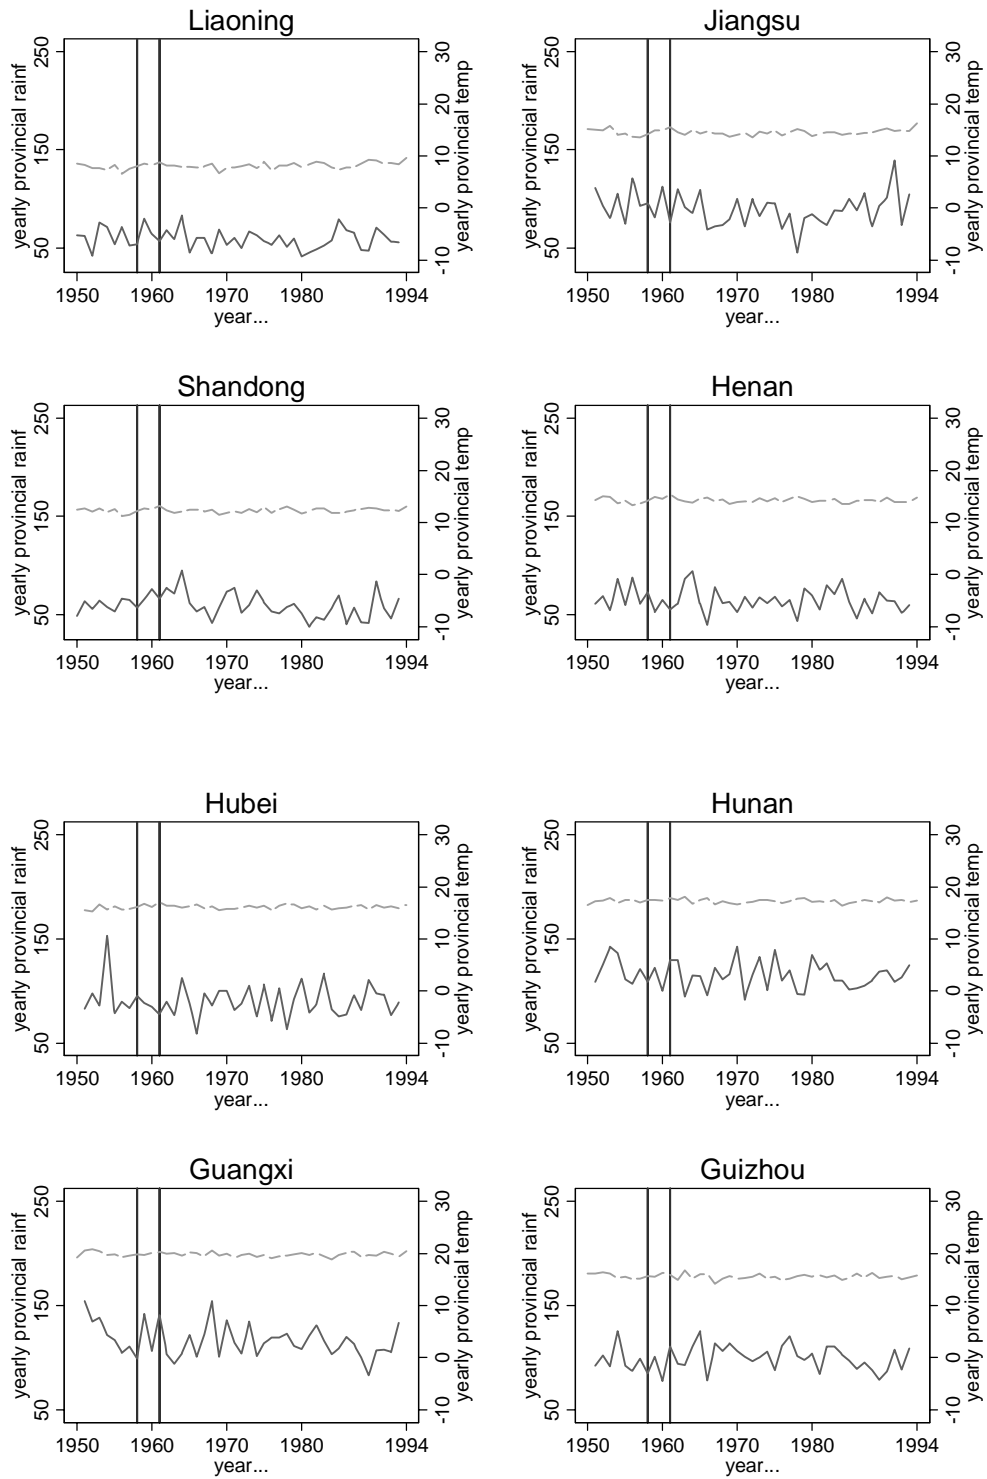 Liaoning
yearly provincial rainf
50 150 250
yearly provincial temp
-10 0 10 20 30
1950 1960 1970 1980 1994
year...
Jiangsu
yearly provincial rainf
50 150 250
yearly provincial temp
-10 0 10 20 30
1950 1960 1970 1980 1994
year...
Shandong
yearly provincial rainf
50 150 250
yearly provincial temp
-10 0 10 20 30
1950 1960 1970 1980 1994
year...
Henan
yearly provincial rainf
50 150 250
yearly provincial temp
-10 0 10 20 30
1950 1960 1970 1980 1994
year...
Hubei
yearly provincial rainf
50 150 250
yearly provincial temp
-10 0 10 20 30
1950 1960 1970 1980 1994
year...
Hunan
yearly provincial rainf
50 150 250
yearly provincial temp
-10 0 10 20 30
1950 1960 1970 1980 1994
year...
Guangxi
yearly provincial rainf
50 150 250
yearly provincial temp
-10 0 10 20 30
1950 1960 1970 1980 1994
year...
Guizhou
yearly provincial rainf
50 150 250
yearly provincial temp
-10 0 10 20 30
1950 1960 1970 1980 1994
year...